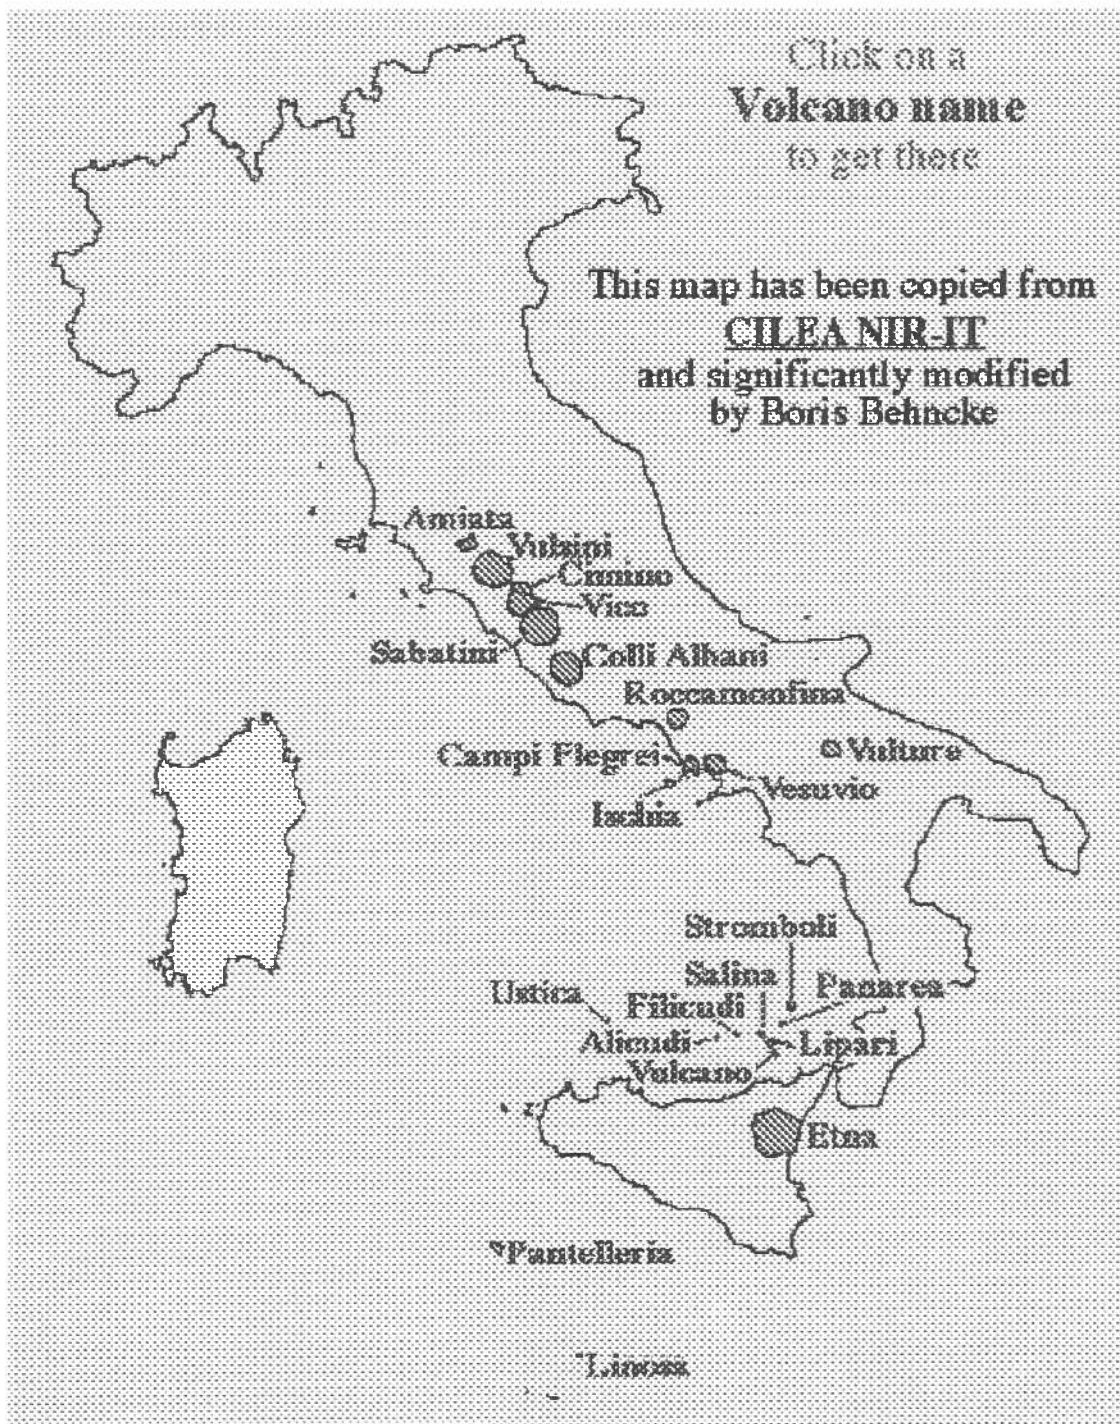 Click on a
Volcano name
to get there
This map has been copied from
CILEA NIR-IT
and significantly modified
by Boris Behncke
Amiata
Vulsini
Cimino
Vico
Sabatini
Colli Albani
Roccamonfina
Campi Flegrei
Vulture
Vesuvio
Ischia
Stromboli
Salina
Panarea
Ustica
Filicudi
Alicudi
Lipari
Vulcano
Etna
Pantelleria
Linosa